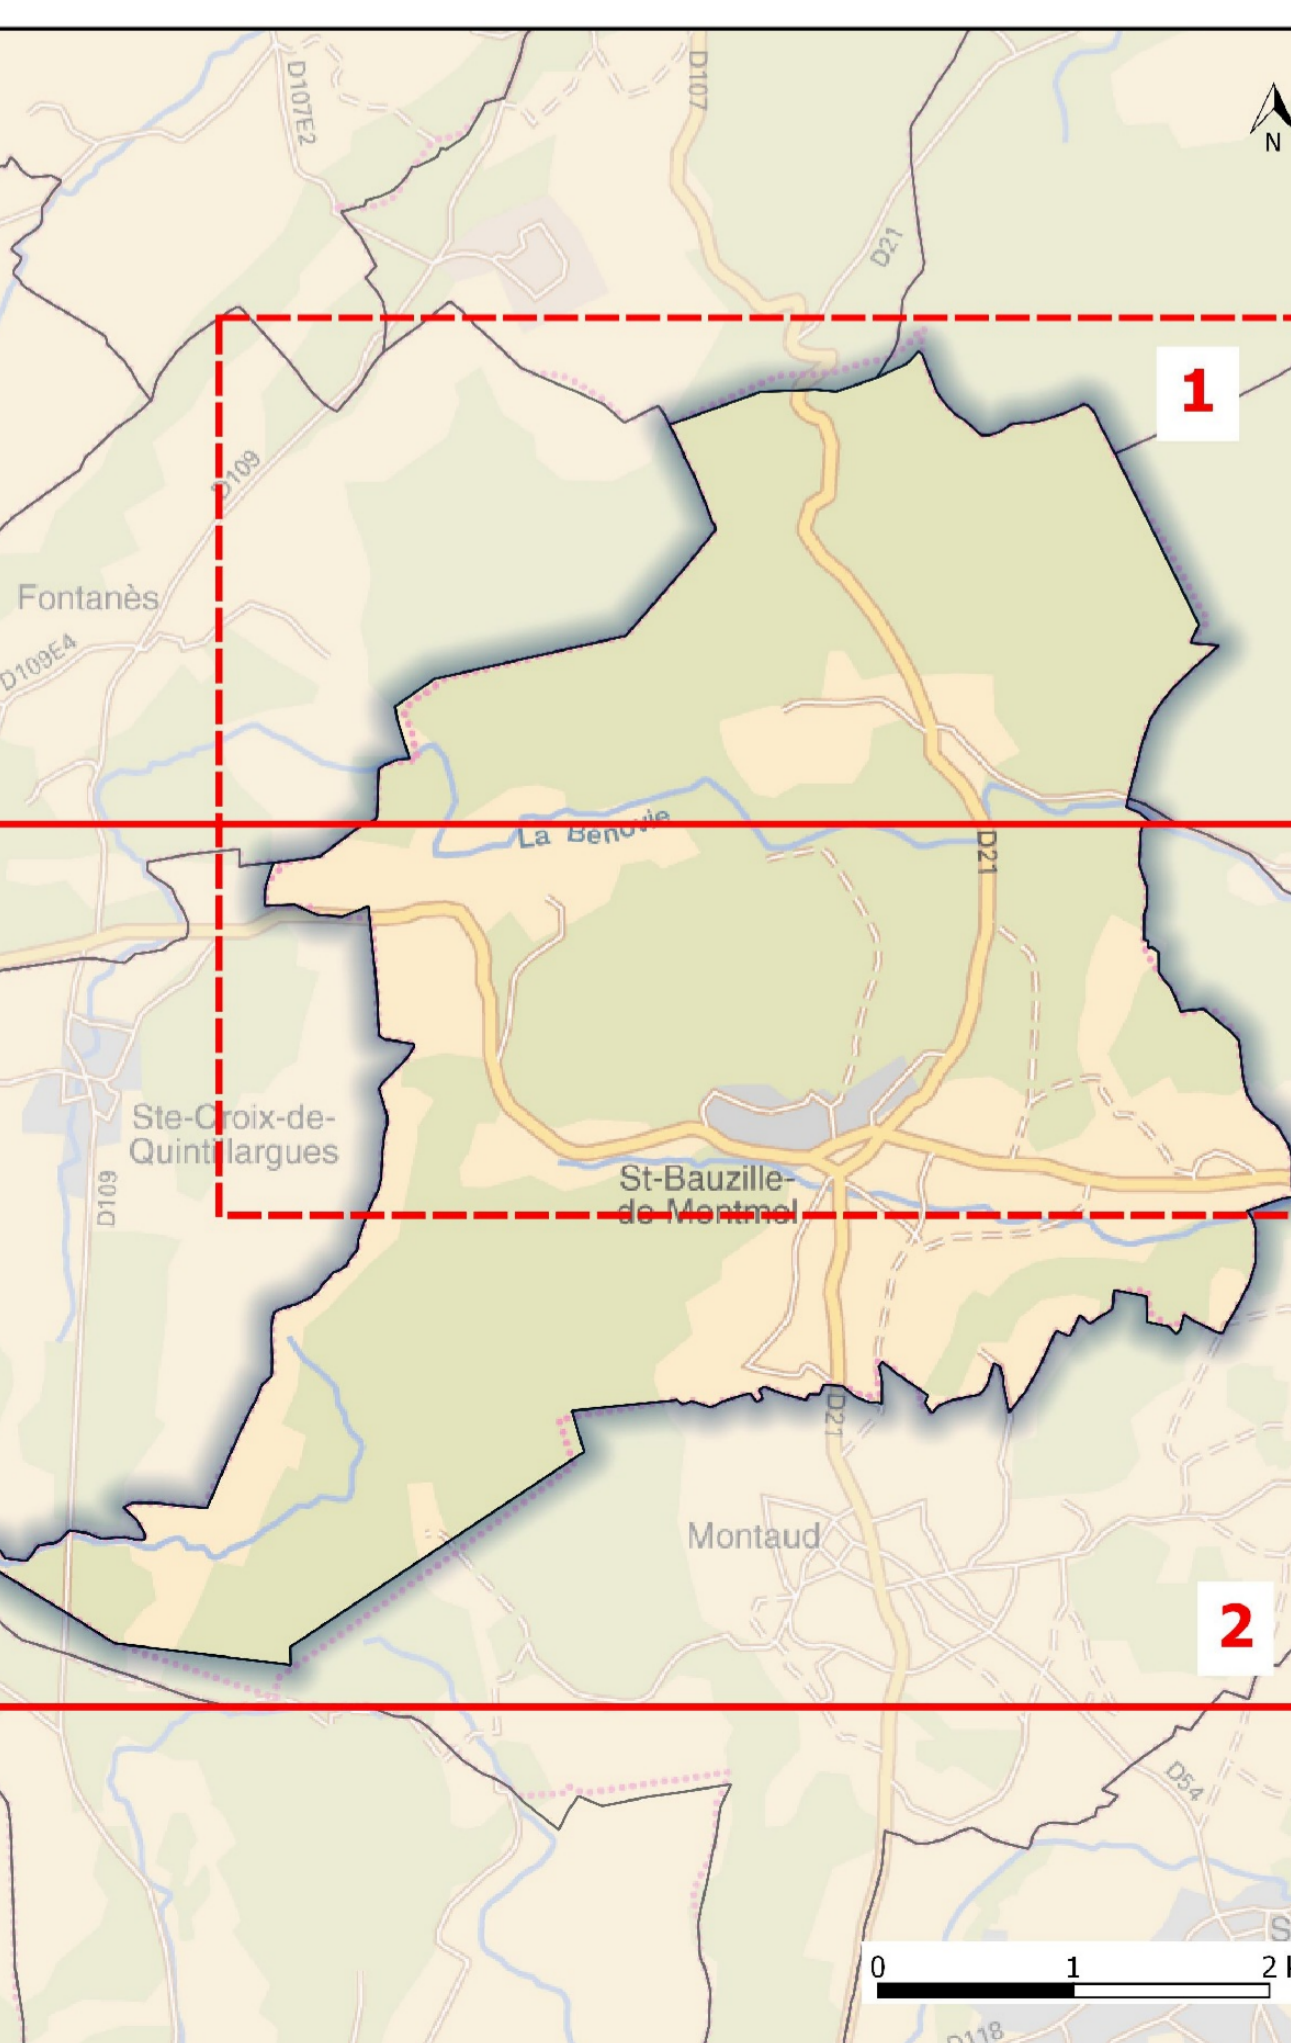 D107E2
D107
N
D21
1
D109
Fontanès
D109E4
La Bénovie
D21
Ste-Croix-de-
Quintillargues
D109
St-Bauzille-
de-Montmel
D21
Montaud
2
D54
S
0 1 2
D118